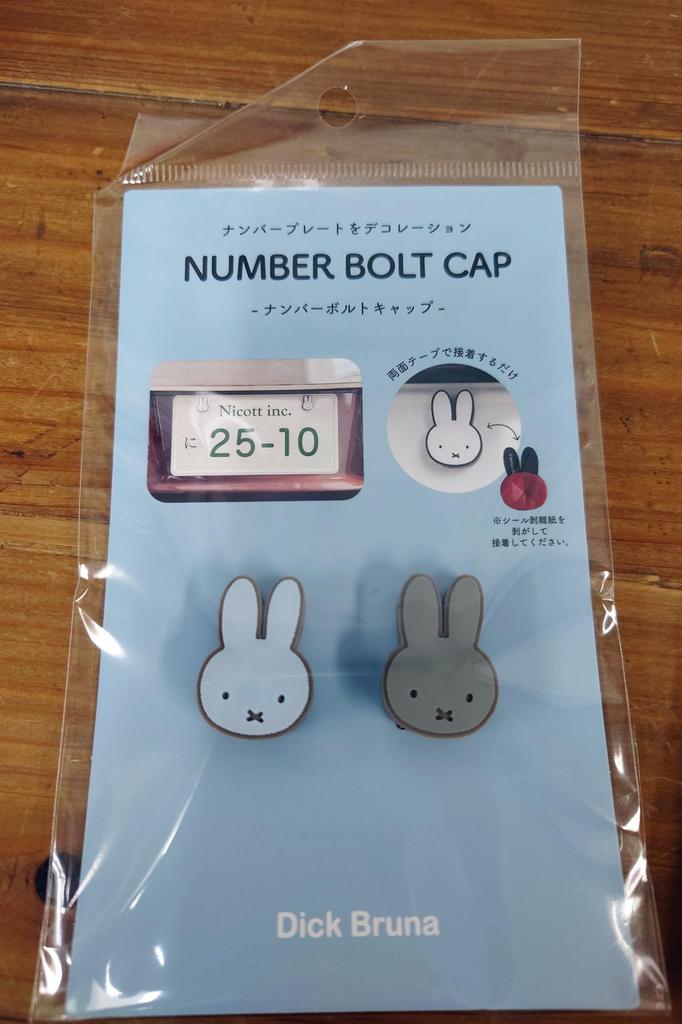 ナンバープレートをデコレーション
NUMBER BOLT CAP
-ナンバーボルトキャップ-
Nicott inc.
に 25-10
両面テープで接着するだけ
※シール剥離紙を
剥がして
接着してください。
Dick Bruna